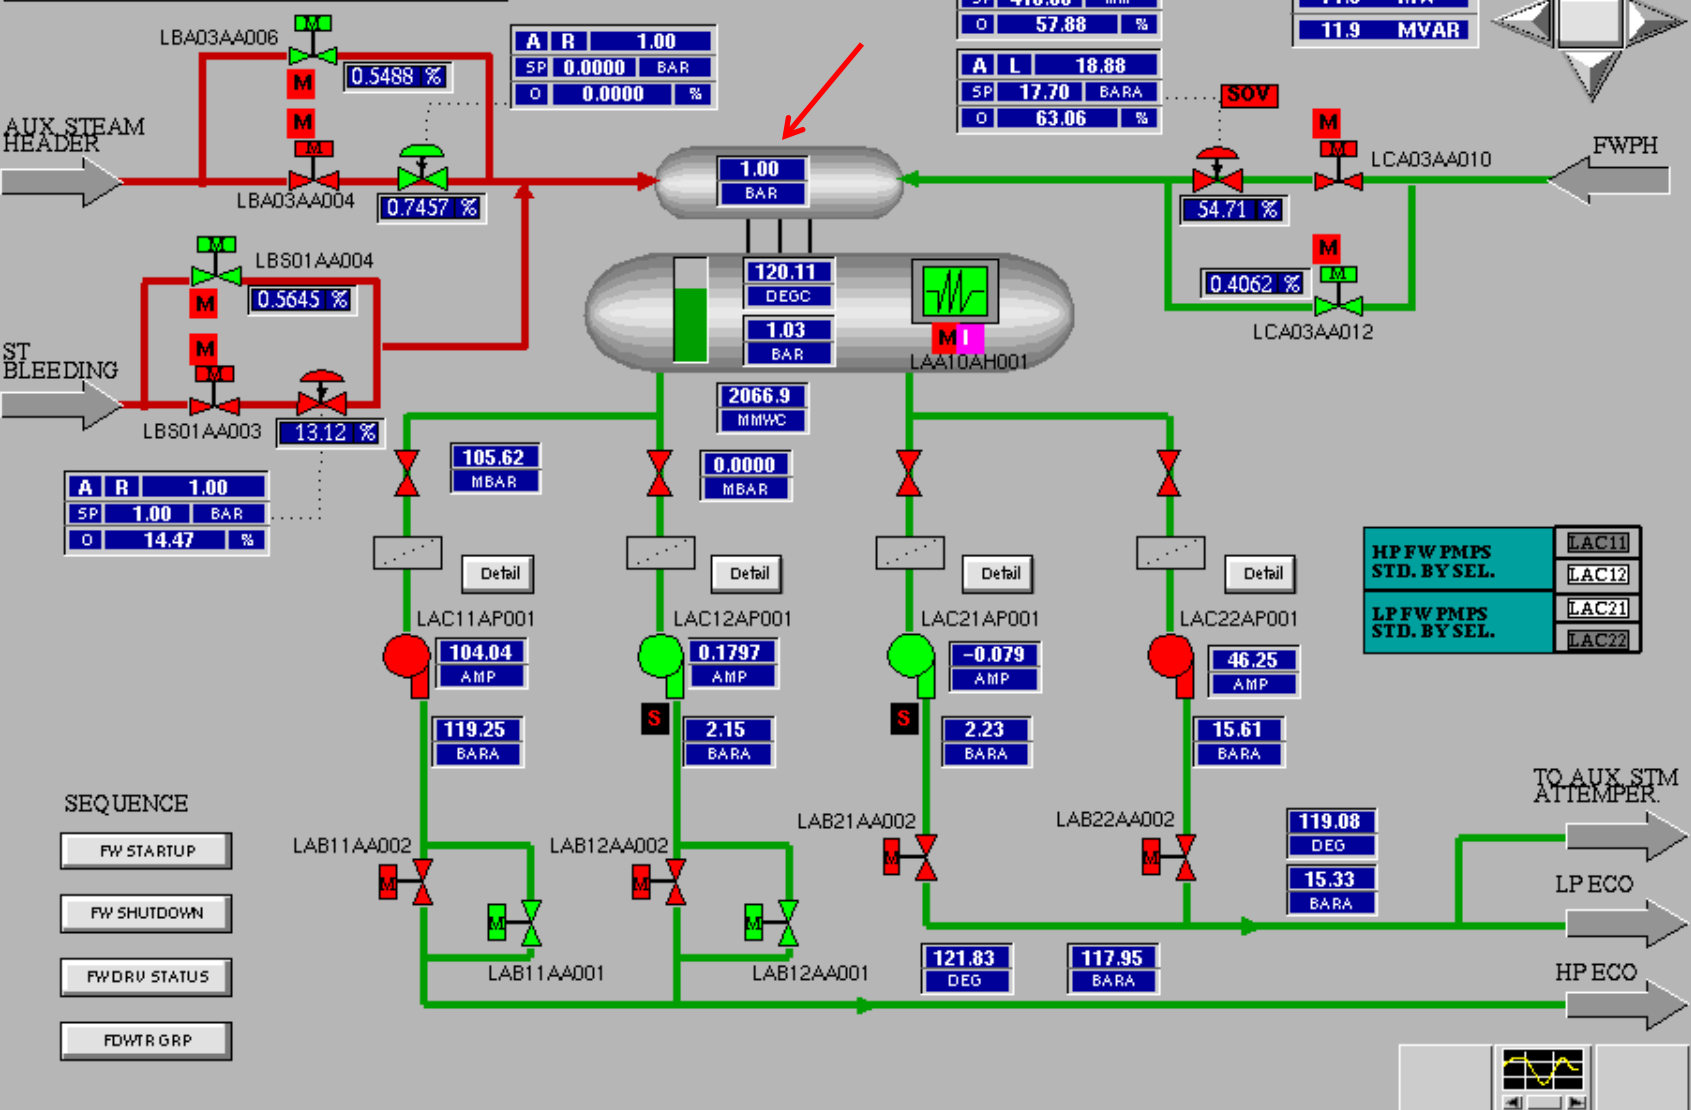 O 57.88 %
11.9 MVAR
LBA03AA006
M
0.5488 %
A R 1.00
SP 0.0000 BAR
O 0.0000 %
A L 18.88
SP 17.70 BARA
O 63.06 %
SOV
M
M
M
M
M
AUX. STEAM
HEADER
LBA03AA004
0.7457 %
1.00
BAR
LCA03AA010
FWPH
54.71 %
M
LBS01AA004
0.5645 %
M
120.11
DEGC
1.03
BAR
M I
LAA10AH001
M
M
0.4062 %
LCA03AA012
ST
BLEEDING
M
M
LBS01AA003
13.12 %
2066.9
MMWC
A R 1.00
SP 1.00 BAR
O 14.47 %
105.62
MBAR
0.0000
MBAR
Detail
Detail
Detail
Detail
HP FW PMPS
STD. BY SEL.
LAC11
LAC12
LP FW PMPS
STD. BY SEL.
LAC21
LAC22
LAC11AP001
LAC12AP001
LAC21AP001
LAC22AP001
104.04
AMP
0.1797
AMP
-0.079
AMP
46.25
AMP
S
S
119.25
BARA
2.15
BARA
2.23
BARA
15.61
BARA
SEQUENCE
FW STARTUP
FW SHUTDOWN
FWDRV STATUS
FDWTR GRP
LAB11AA002
M
LAB12AA002
M
LAB21AA002
M
LAB22AA002
M
M
LAB11AA001
M
LAB12AA001
119.08
DEG
15.33
BARA
TO AUX. STM
ATTEMPER.
LP ECO
121.83
DEG
117.95
BARA
HP ECO